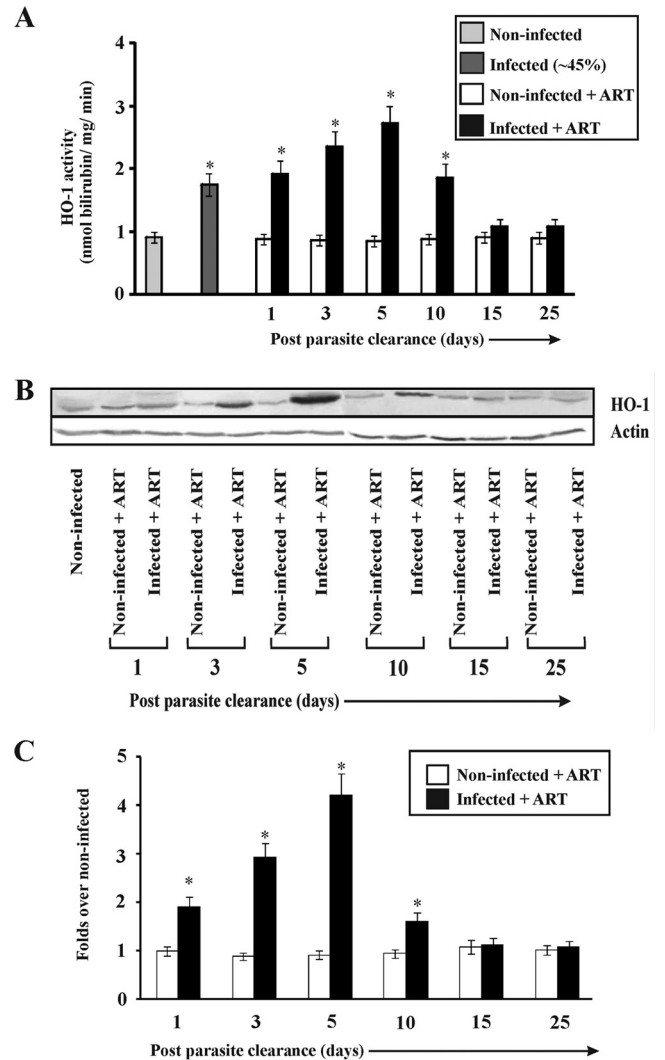 A
Non-infected
Infected (~45%)
Non-infected + ART
Infected + ART
HO-1 activity
(nmol bilirubin/ mg/ min)
4
3
2
1
0
* * * * *
1 3 5 10 15 25
Post parasite clearance (days)
B
HO-1
Actin
Non-infected
Non-infected + ART
Infected + ART
Non-infected + ART
Infected + ART
Non-infected + ART
Infected + ART
Non-infected + ART
Infected + ART
Non-infected + ART
Infected + ART
Non-infected + ART
Infected + ART
1 3 5 10 15 25
Post parasite clearance (days)
C
Non-infected + ART
Infected + ART
Folds over non-infected
5
4
3
2
1
0
* * * *
1 3 5 10 15 25
Post parasite clearance (days)